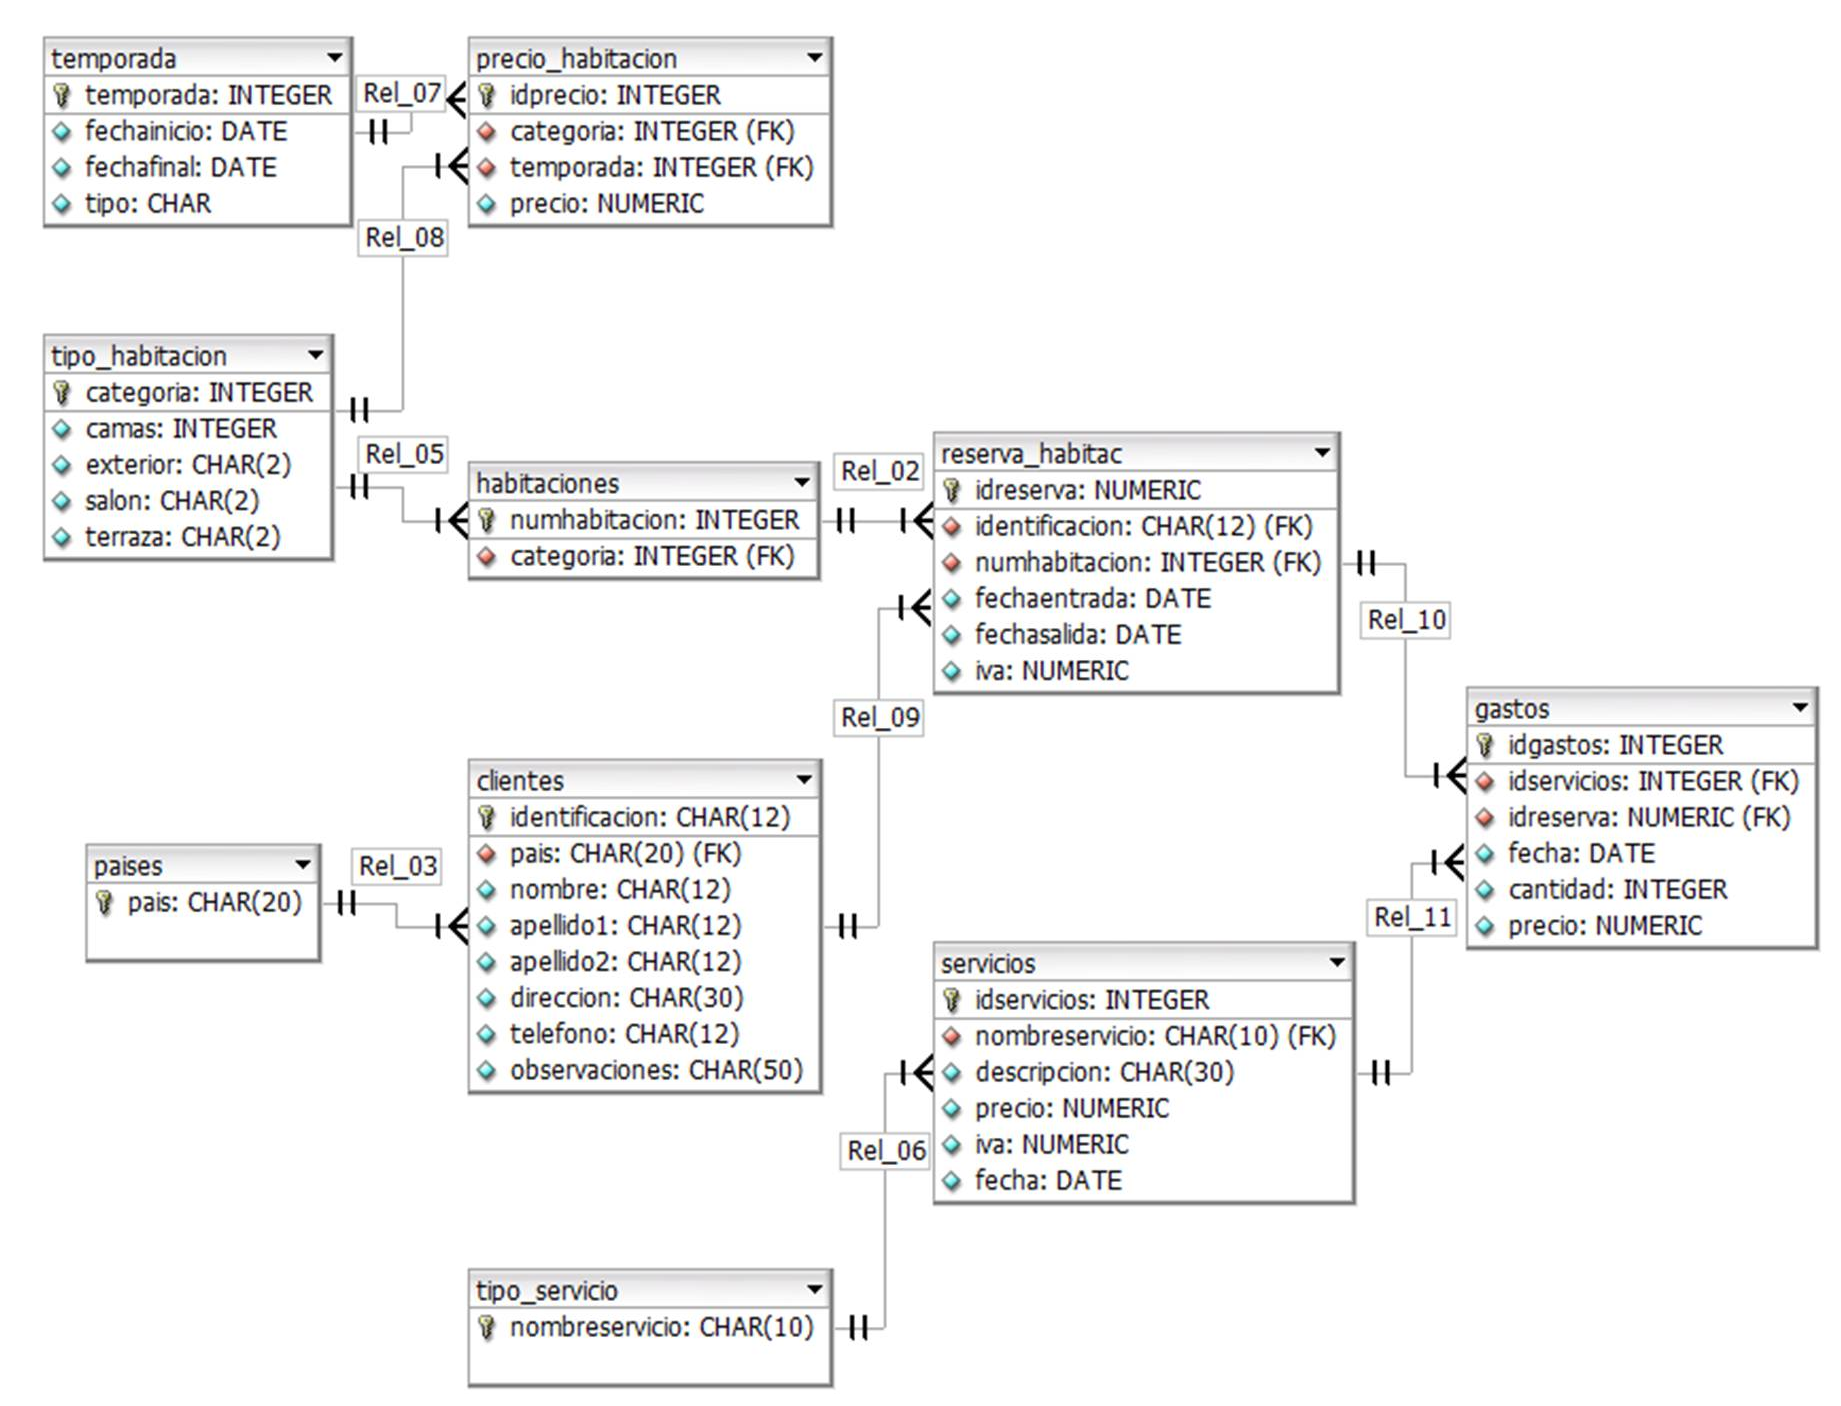 temporada
temporada: INTEGER
fechainicio: DATE
fechafinal: DATE
tipo: CHAR
Rel_07
precio_habitacion
idprecio: INTEGER
categoria: INTEGER (FK)
temporada: INTEGER (FK)
precio: NUMERIC
Rel_08
tipo_habitacion
categoria: INTEGER
camas: INTEGER
exterior: CHAR(2)
salon: CHAR(2)
terraza: CHAR(2)
Rel_05
habitaciones
numhabitacion: INTEGER
categoria: INTEGER (FK)
Rel_02
reserva_habitac
idreserva: NUMERIC
identificacion: CHAR(12) (FK)
numhabitacion: INTEGER (FK)
fechaentrada: DATE
fechasalida: DATE
iva: NUMERIC
Rel_10
Rel_09
gastos
idgastos: INTEGER
idservicios: INTEGER (FK)
idreserva: NUMERIC (FK)
fecha: DATE
cantidad: INTEGER
precio: NUMERIC
paises
pais: CHAR(20)
Rel_03
clientes
identificacion: CHAR(12)
pais: CHAR(20) (FK)
nombre: CHAR(12)
apellido1: CHAR(12)
apellido2: CHAR(12)
direccion: CHAR(30)
telefono: CHAR(12)
observaciones: CHAR(50)
Rel_11
servicios
idservicios: INTEGER
nombreservicio: CHAR(10) (FK)
descripcion: CHAR(30)
precio: NUMERIC
iva: NUMERIC
fecha: DATE
Rel_06
tipo_servicio
nombreservicio: CHAR(10)